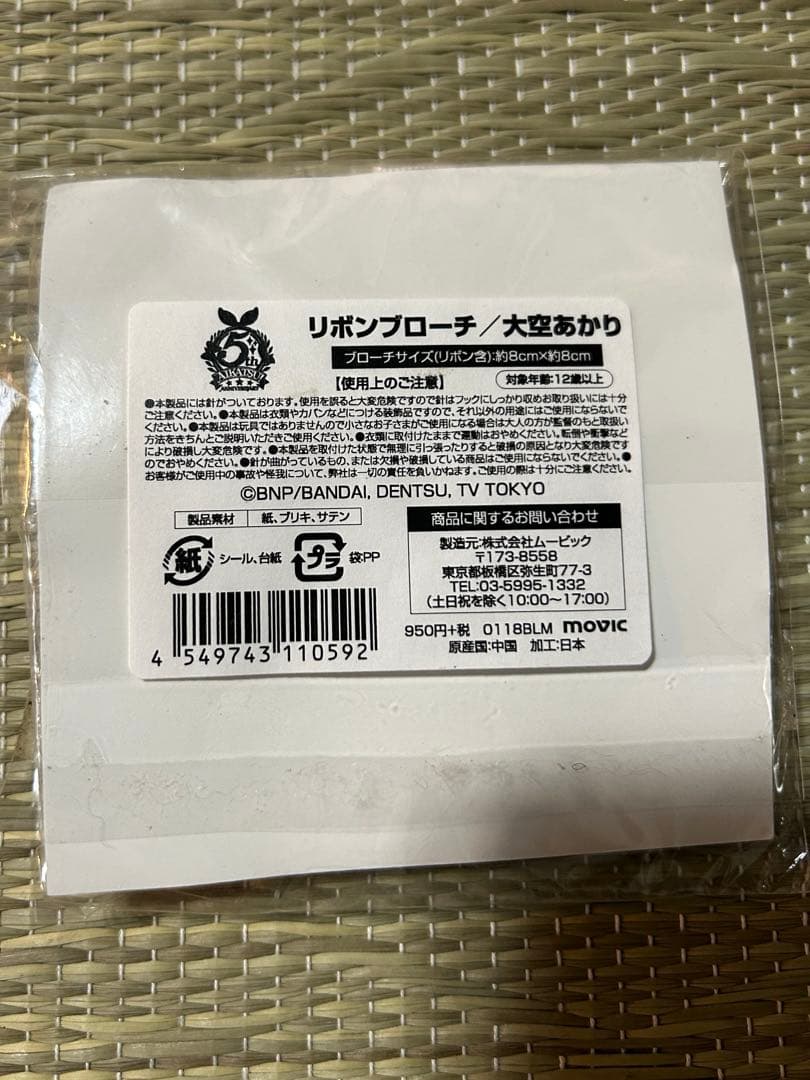 5th
AIKATSU!
ANNIVERSARY
リボンブローチ／大空あかり
ブローチサイズ(リボン含):約8cm×約8cm
【使用上のご注意】
対象年齢:12歳以上
●本製品には針がついております。使用を誤ると大変危険ですので針はフックにしっかり収めお取り扱いには十分
ご注意ください。●本製品は衣類やカバンなどにつける装飾品ですので、それ以外の用途にはご使用にならないで
ください。●本製品は玩具ではありませんので小さなお子さまがご使用になる場合は大人の方が監督のもと取扱い
方法をきちんとご説明いただきご使用ください。●衣類に取付けたまま運動はおやめください。転倒や衝撃など
により破損し大変危険です。●本製品を取付けた状態で無理に引っ張ったりすると破損の原因となり大変危険です
のでおやめください。●針が曲がっているもの、または欠損や破損している商品はご使用にならないでください。●
お客様がご使用中の事故や怪我について、弊社は一切の責任を負いかねます。ご使用の際は十分にご注意ください。
©BNP/BANDAI, DENTSU, TV TOKYO
製品素材 紙、ブリキ、サテン
紙 シール、台紙 プラ 袋:PP
商品に関するお問い合わせ
製造元:株式会社ムービック
〒173-8558
東京都板橋区弥生町77-3
TEL:03-5995-1332
(土日祝を除く10:00〜17:00)
4 549743 110592
950円+税 0118BLM movic
原産国:中国 加工:日本